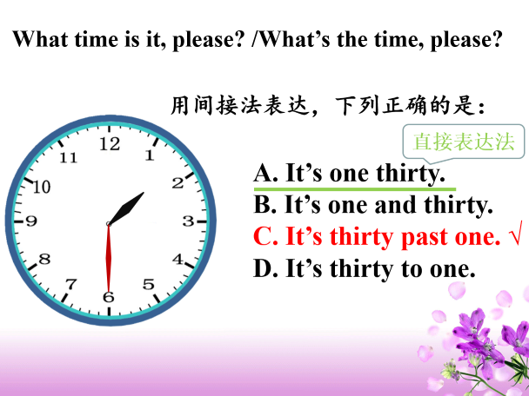 What time is it, please? /What's the time, please?
用间接法表达，下列正确的是：
直接表达法
A. It's one thirty.
B. It's one and thirty.
C. It's thirty past one. √
D. It's thirty to one.
12
1
2
3
4
5
6
7
8
9
10
11